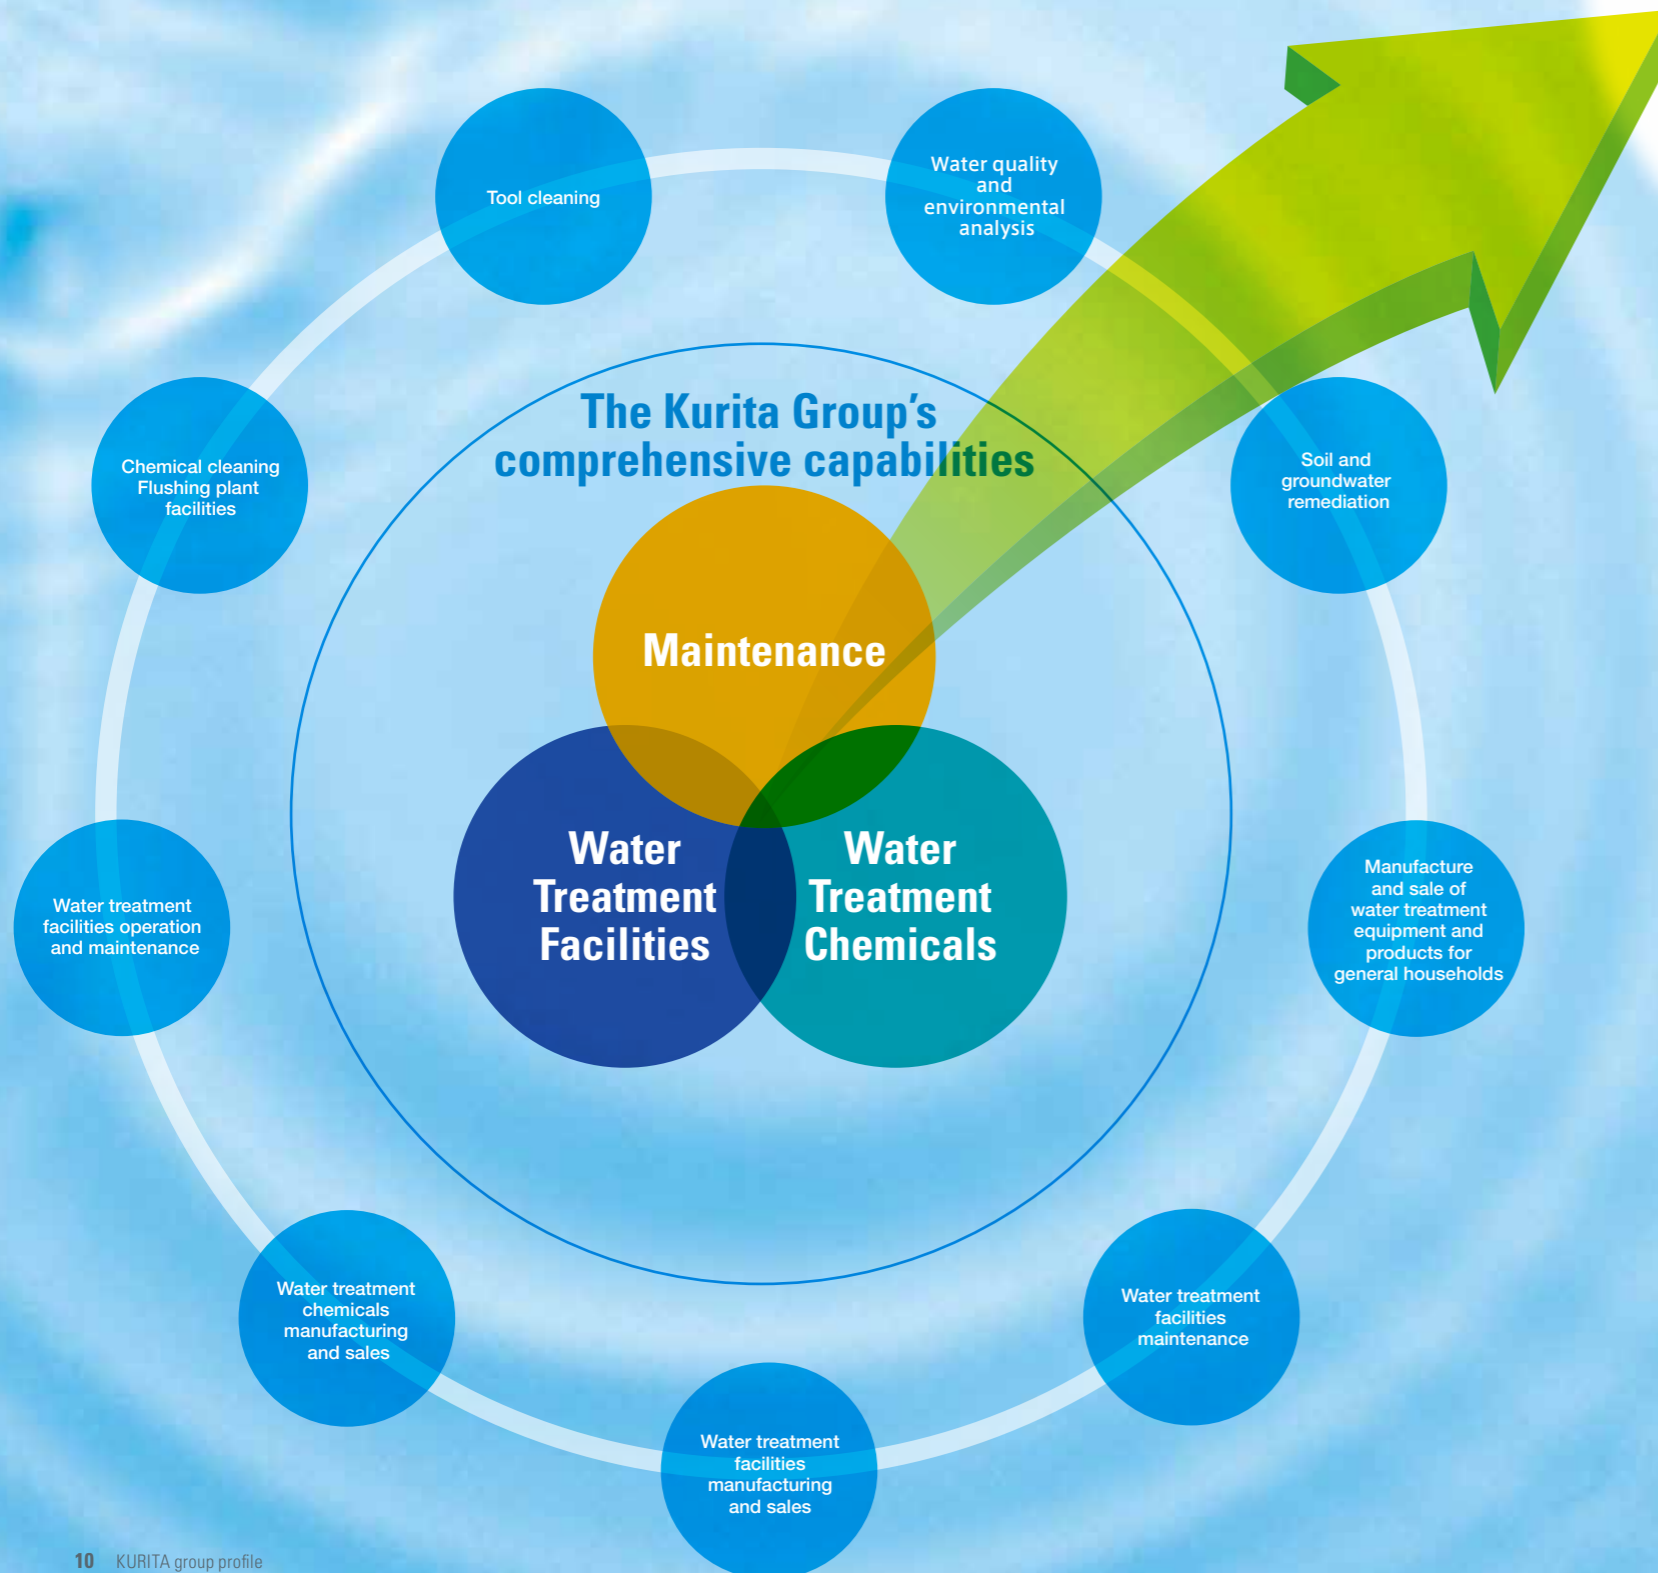 Tool cleaning
Water quality
and
environmental
analysis
The Kurita Group’s
comprehensive capabilities
Chemical cleaning
Flushing plant
facilities
Soil and
groundwater
remediation
Maintenance
Water
Treatment
Facilities
Water
Treatment
Chemicals
Water treatment
facilities operation
and maintenance
Manufacture
and sale of
water treatment
equipment and
products for
general households
Water treatment
chemicals
manufacturing
and sales
Water treatment
facilities
maintenance
Water treatment
facilities
manufacturing
and sales
10 KURITA group profile